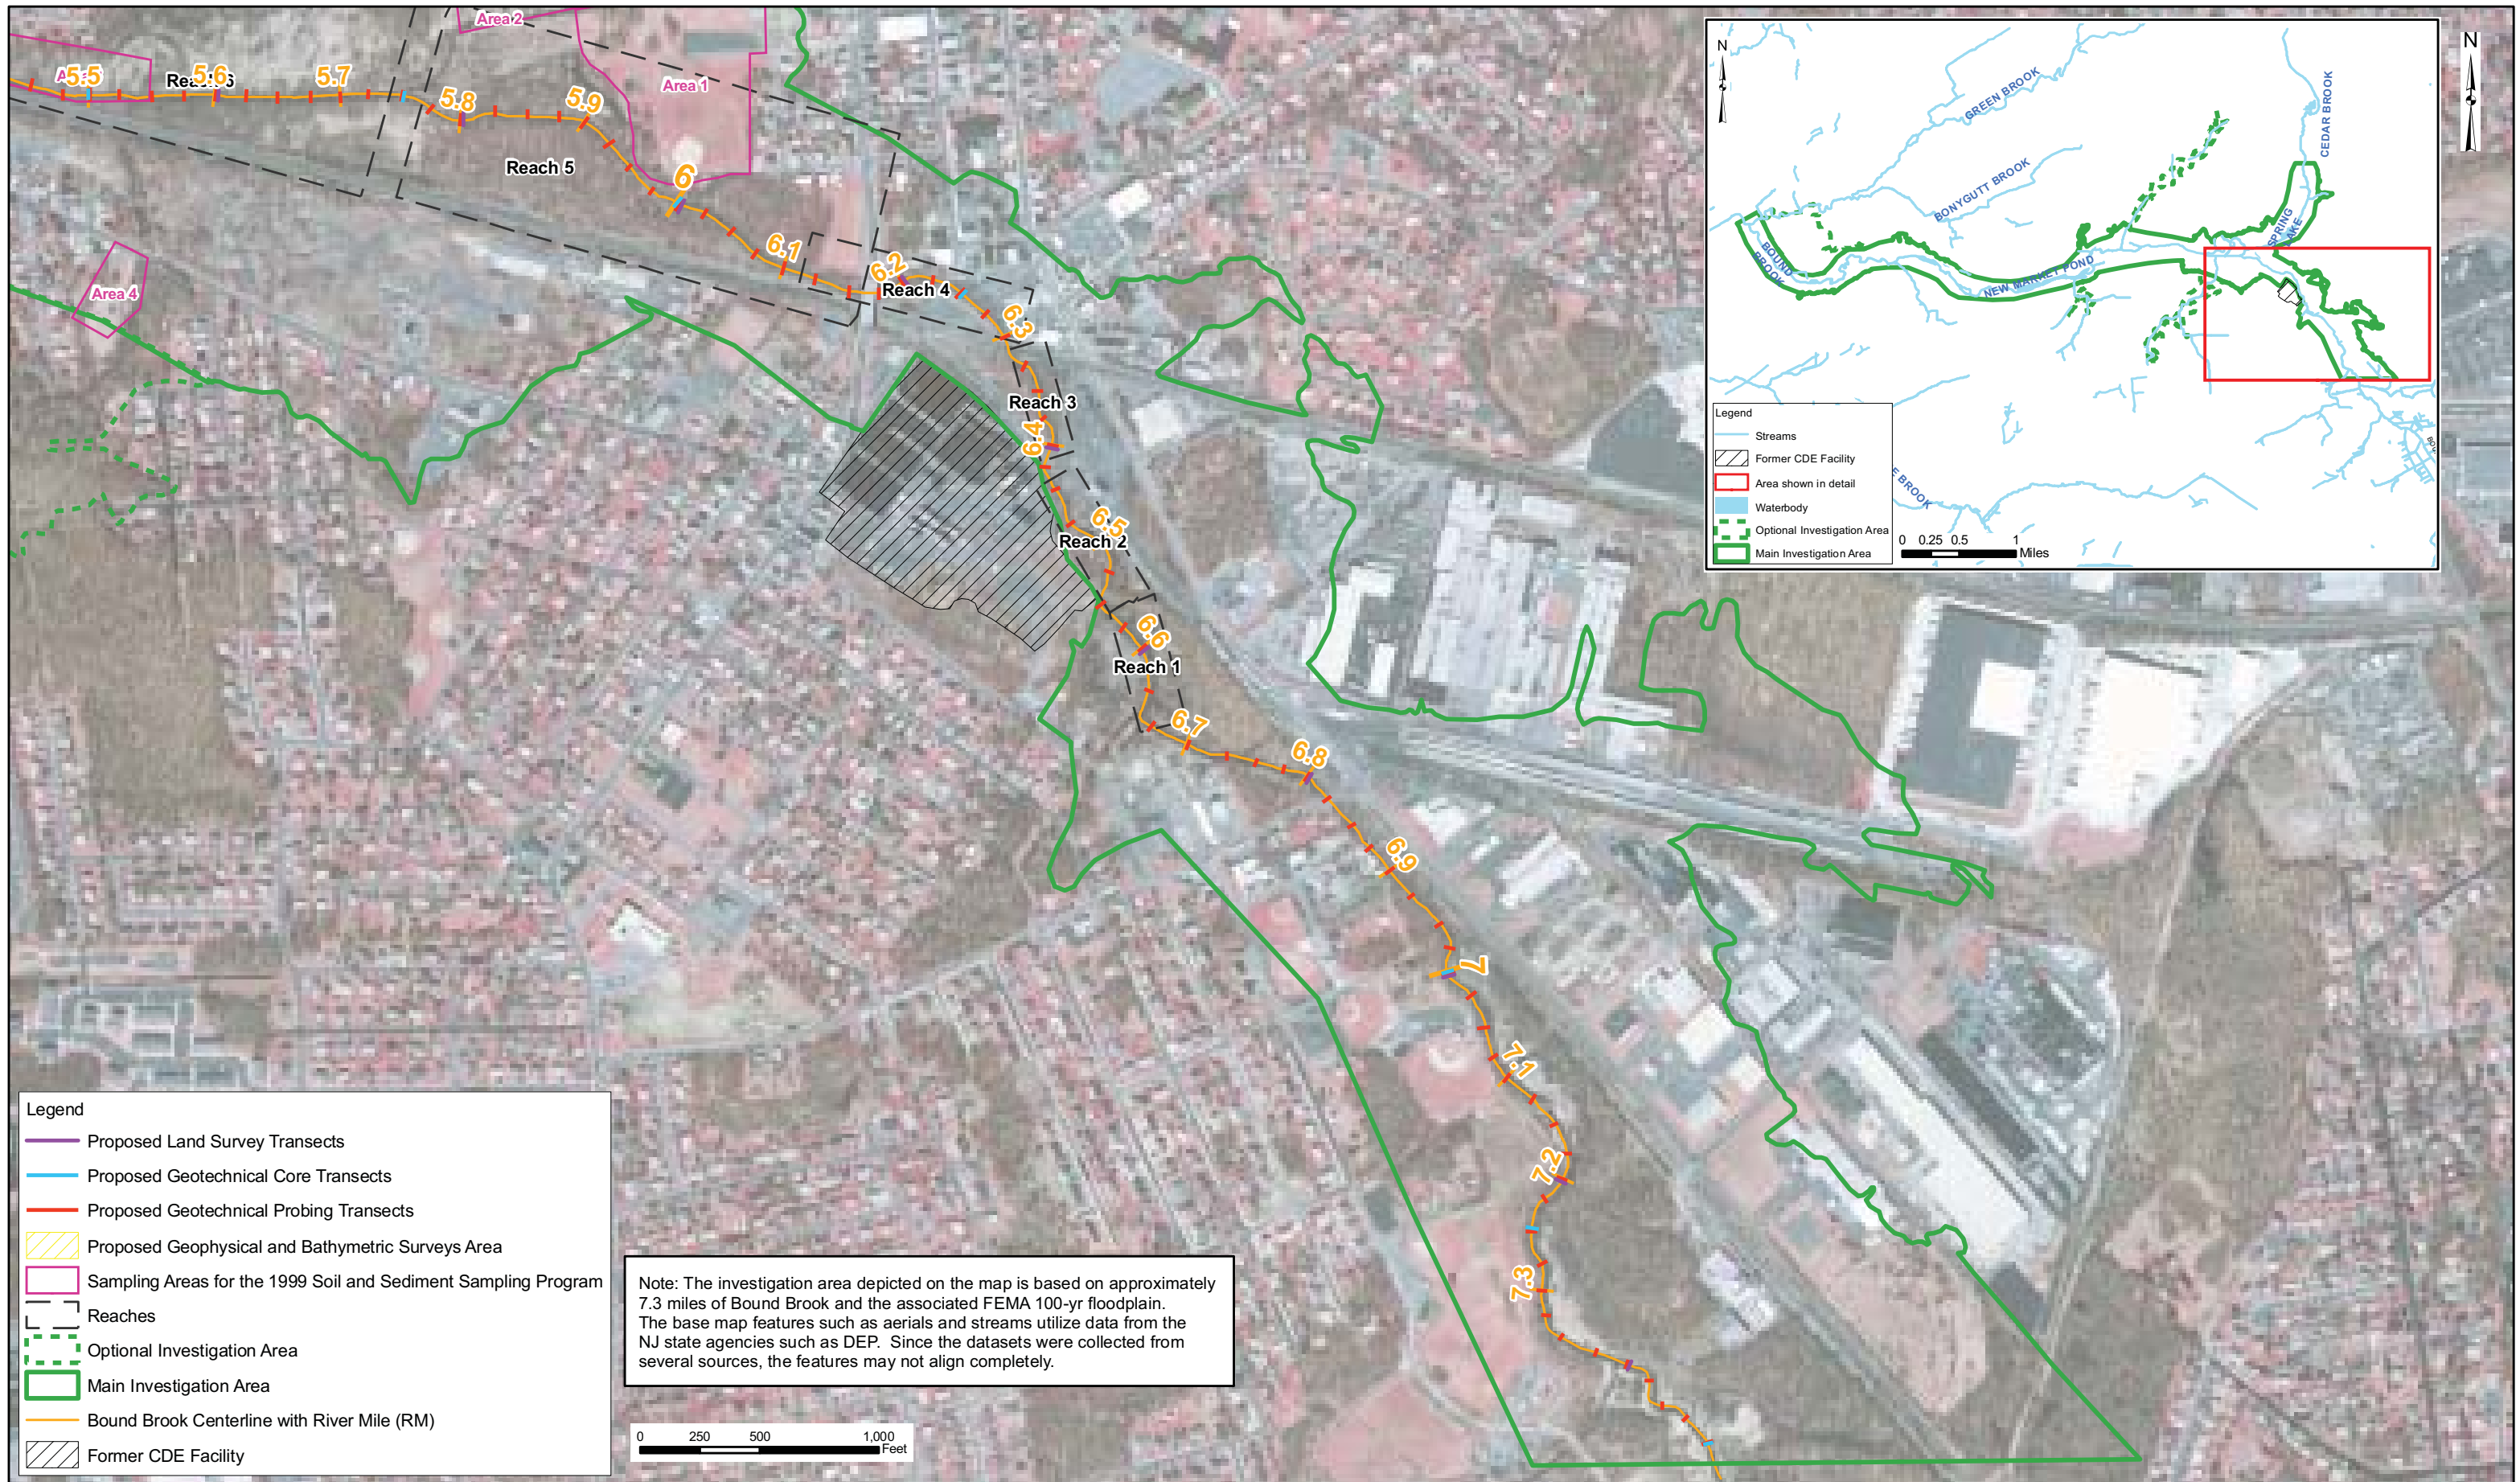 Area 2
Area 1
5.5
Reach 6
5.6
5.7
5.8
5.9
Reach 5
6
6.1
6.2
Reach 4
6.3
Area 4
Reach 3
6.4
6.5
Reach 2
6.6
Reach 1
6.7
6.8
6.9
7
7.1
7.2
7.3
N
N
GREEN BROOK
CEDAR BROOK
BONYGUTT BROOK
SPRING
LAKE
BOUND
BROOK
NEW MARKET POND
E BROOK
Legend
Streams
Former CDE Facility
Area shown in detail
Waterbody
Optional Investigation Area
Main Investigation Area
0 0.25 0.5 1
Miles
Legend
Proposed Land Survey Transects
Proposed Geotechnical Core Transects
Proposed Geotechnical Probing Transects
Proposed Geophysical and Bathymetric Surveys Area
Sampling Areas for the 1999 Soil and Sediment Sampling Program
Reaches
Optional Investigation Area
Main Investigation Area
Bound Brook Centerline with River Mile (RM)
Former CDE Facility
Note: The investigation area depicted on the map is based on approximately
7.3 miles of Bound Brook and the associated FEMA 100-yr floodplain.
The base map features such as aerials and streams utilize data from the
NJ state agencies such as DEP. Since the datasets were collected from
several sources, the features may not align completely.
0 250 500 1,000
Feet